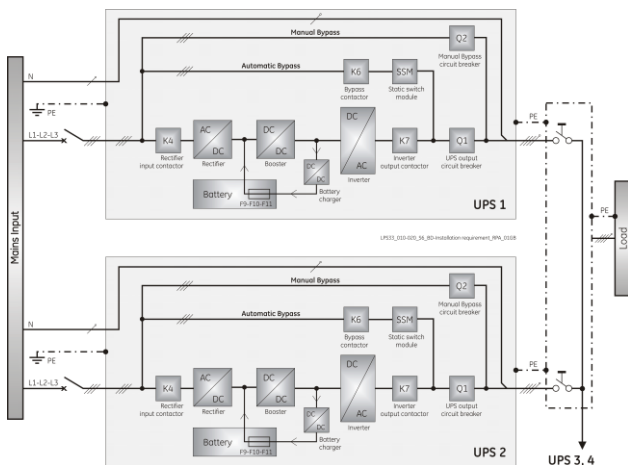 Mains Input
Manual Bypass
Q2
Manual Bypass
circuit breaker
N
Automatic Bypass
K6
SSM
Bypass
contactor
Static switch
module
PE
PE
L1-L2-L3
K4
AC
DC
DC
DC
DC
AC
K7
Q1
Rectifier
input contactor
Rectifier
Booster
DC
DC
Inverter
Inverter
output contactor
UPS output
circuit breaker
Battery
F9-F10-F11
Battery
charger
UPS 1
PE
Load
Manual Bypass
Q2
Manual Bypass
circuit breaker
Automatic Bypass
K6
SSM
Bypass
contactor
Static switch
module
N
PE
PE
L1-L2-L3
K4
AC
DC
DC
DC
DC
AC
K7
Q1
Rectifier
input contactor
Rectifier
Booster
DC
DC
Inverter
Inverter
output contactor
UPS output
circuit breaker
Battery
F9-F10-F11
Battery
charger
UPS 2
UPS 3, 4